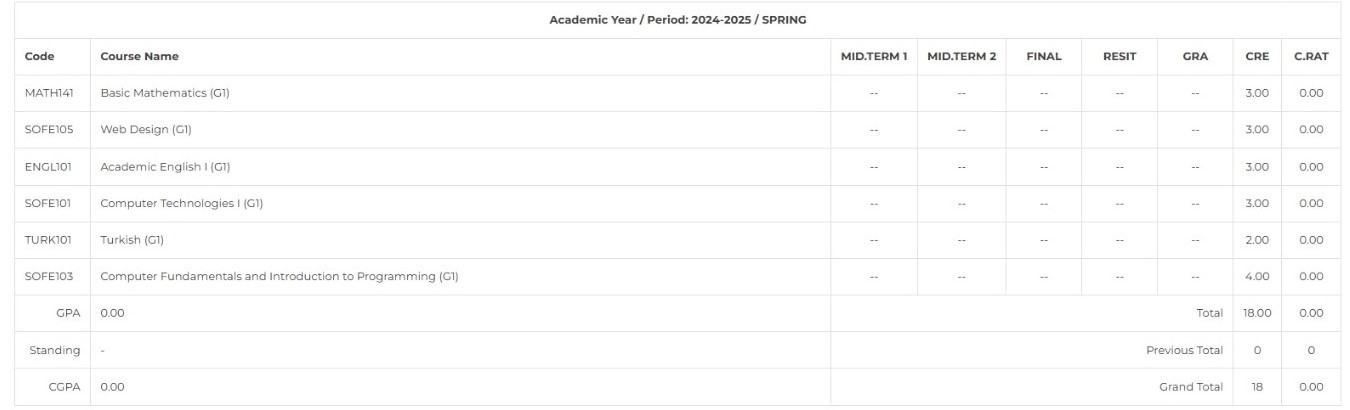 Academic Year / Period: 2024-2025 / SPRING
Code Course Name MID.TERM 1 MID.TERM 2 FINAL RESIT GRA CRE C.RAT
MATH141 Basic Mathematics (G1) -- -- -- -- -- 3.00 0.00
SOFE105 Web Design (G1) -- -- -- -- -- 3.00 0.00
ENGL101 Academic English I (G1) -- -- -- -- -- 3.00 0.00
SOFE101 Computer Technologies I (G1) -- -- -- -- -- 3.00 0.00
TURK101 Turkish (G1) -- -- -- -- -- 2.00 0.00
SOFE103 Computer Fundamentals and Introduction to Programming (G1) -- -- -- -- -- 4.00 0.00
GPA 0.00 Total 18.00 0.00
Standing - Previous Total 0 0
CGPA 0.00 Grand Total 18 0.00